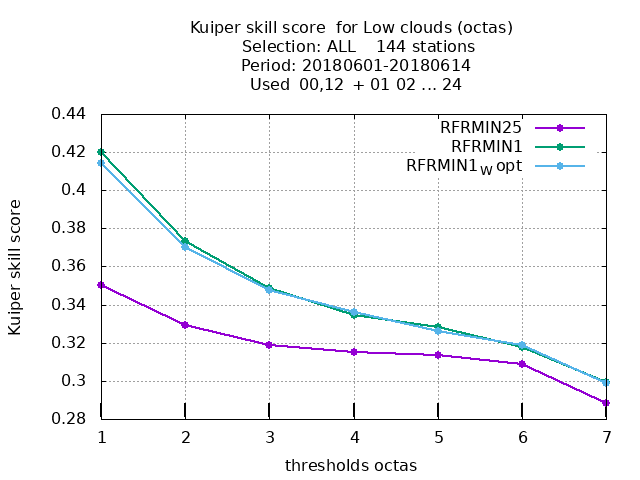 Kuiper skill score  for Low clouds (octas)
Selection: ALL    144 stations
Period: 20180601-20180614
Used  00,12  + 01 02 ... 24
RFRMIN25
RFRMIN1
RFRMIN1W opt
Kuiper skill score
0.44
0.42
0.4
0.38
0.36
0.34
0.32
0.3
0.28
1 2 3 4 5 6 7
thresholds octas